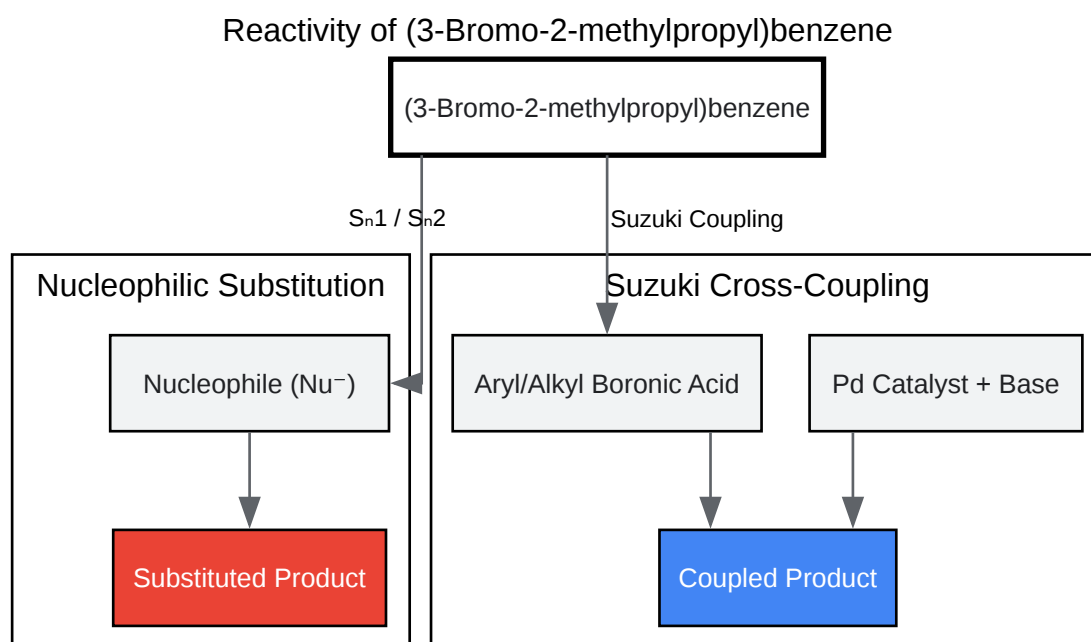 Reactivity of (3-Bromo-2-methylpropyl)benzene
(3-Bromo-2-methylpropyl)benzene
Sₙ1 / Sₙ2
Suzuki Coupling
Nucleophilic Substitution
Suzuki Cross-Coupling
Nucleophile (Nu⁻)
Aryl/Alkyl Boronic Acid
Pd Catalyst + Base
Substituted Product
Coupled Product